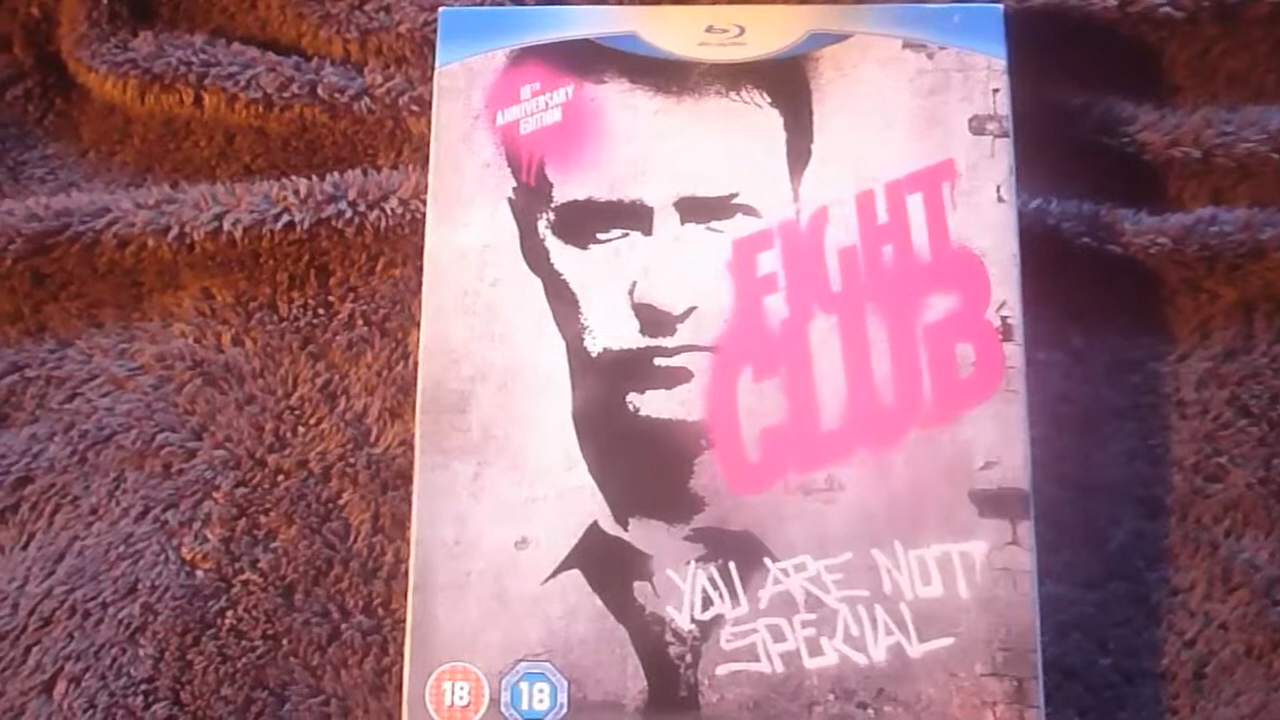 10TH
ANNIVERSARY
EDITION
FIGHT
CLUB
YOU ARE NOT
SPECIAL
18
18